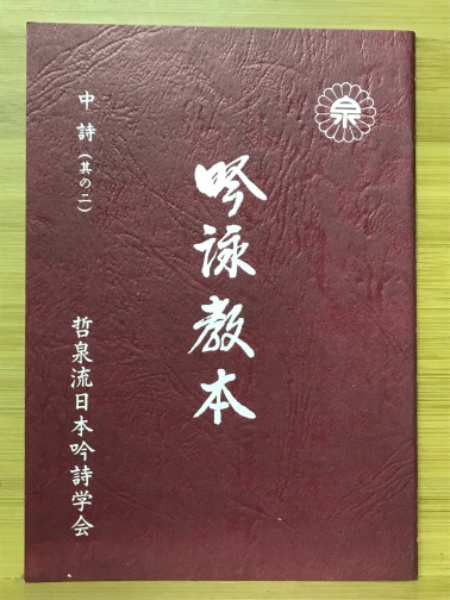 泉
吟詠教本
中詩(其の二)
哲泉流日本吟詩学会